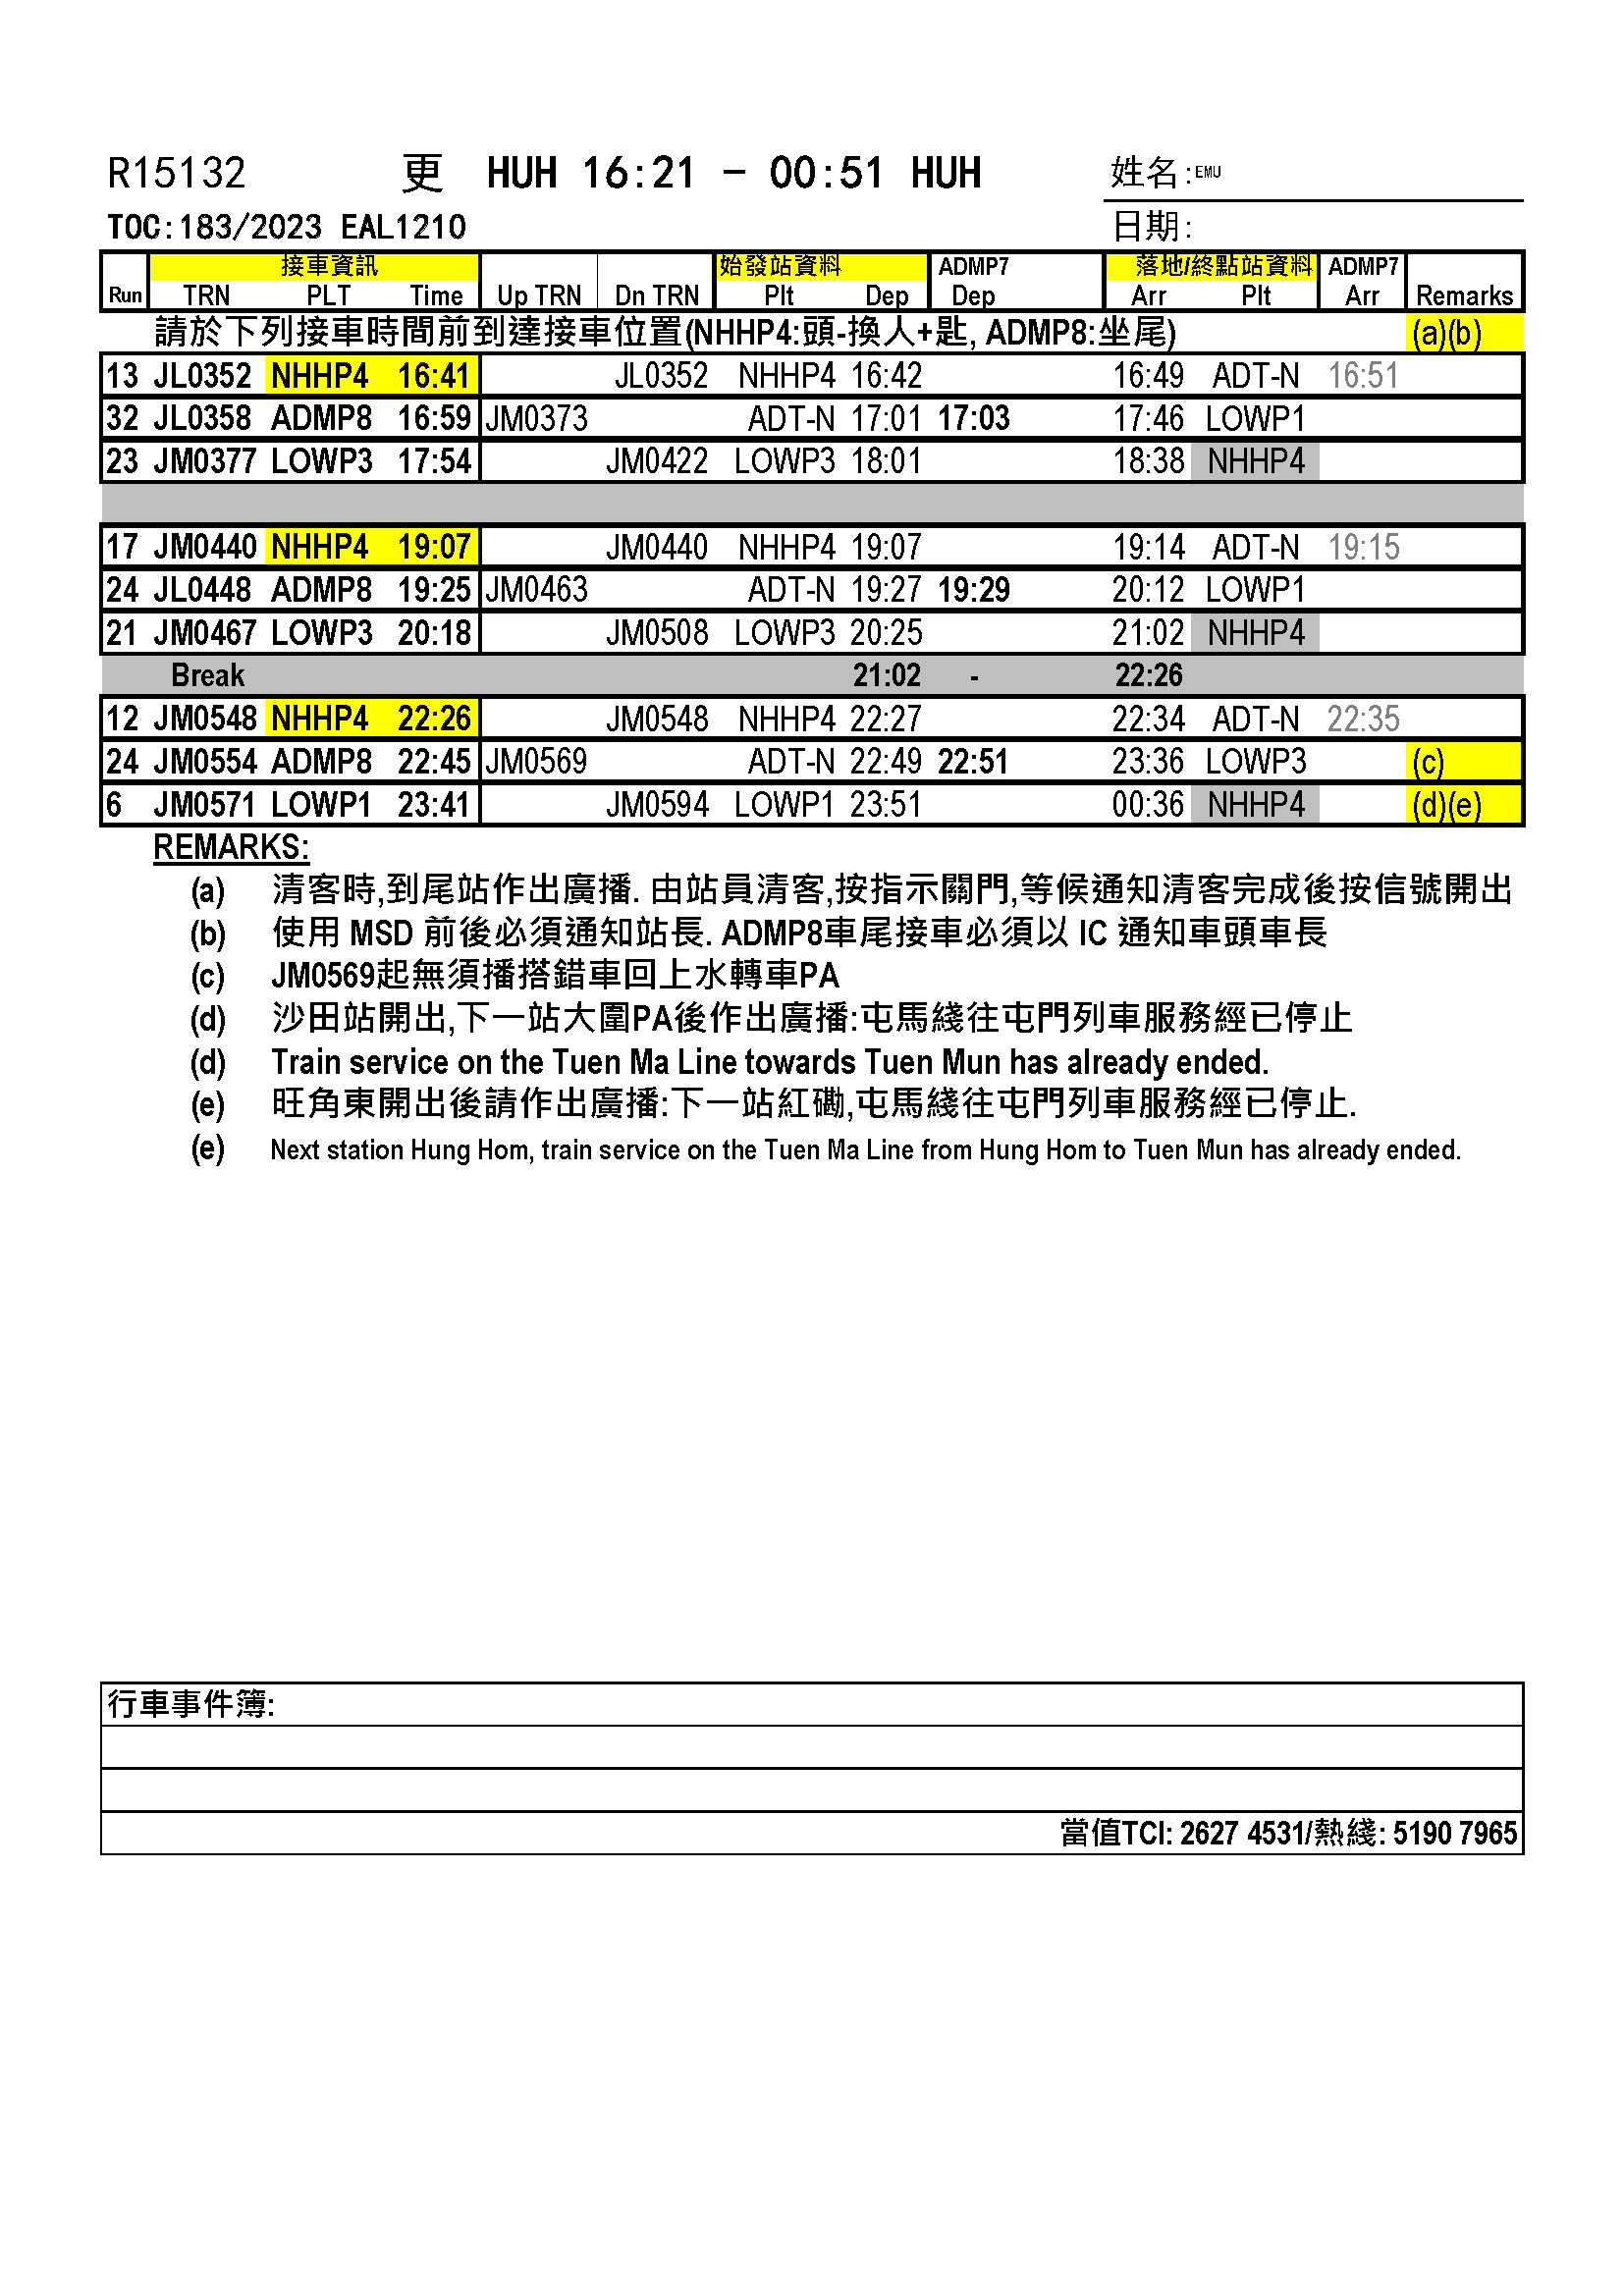 R15132 更 HUH 16:21 - 00:51 HUH 姓名:EMU
TOC:183/2023 EAL1210 日期:
接車資訊 始發站資料 ADMP7 落地/終點站資料 ADMP7
Run TRN PLT Time Up TRN Dn TRN Plt Dep Dep Arr Plt Arr Remarks
請於下列接車時間前到達接車位置(NHHP4:頭-換人+匙, ADMP8:坐尾) (a)(b)
13 JL0352 NHHP4 16:41 JL0352 NHHP4 16:42 16:49 ADT-N 16:51
32 JL0358 ADMP8 16:59 JM0373 ADT-N 17:01 17:03 17:46 LOWP1
23 JM0377 LOWP3 17:54 JM0422 LOWP3 18:01 18:38 NHHP4
17 JM0440 NHHP4 19:07 JM0440 NHHP4 19:07 19:14 ADT-N 19:15
24 JL0448 ADMP8 19:25 JM0463 ADT-N 19:27 19:29 20:12 LOWP1
21 JM0467 LOWP3 20:18 JM0508 LOWP3 20:25 21:02 NHHP4
Break 21:02 - 22:26
12 JM0548 NHHP4 22:26 JM0548 NHHP4 22:27 22:34 ADT-N 22:35
24 JM0554 ADMP8 22:45 JM0569 ADT-N 22:49 22:51 23:36 LOWP3 (c)
6 JM0571 LOWP1 23:41 JM0594 LOWP1 23:51 00:36 NHHP4 (d)(e)
REMARKS:
(a) 清客時,到尾站作出廣播. 由站員清客,按指示關門,等候通知清客完成後按信號開出
(b) 使用 MSD 前後必須通知站長. ADMP8車尾接車必須以 IC 通知車頭車長
(c) JM0569起無須播搭錯車回上水轉車PA
(d) 沙田站開出,下一站大圍PA後作出廣播:屯馬綫往屯門列車服務經已停止
(d) Train service on the Tuen Ma Line towards Tuen Mun has already ended.
(e) 旺角東開出後請作出廣播:下一站紅磡,屯馬綫往屯門列車服務經已停止.
(e) Next station Hung Hom, train service on the Tuen Ma Line from Hung Hom to Tuen Mun has already ended.
行車事件簿:
當值TCI: 2627 4531/熱綫: 5190 7965